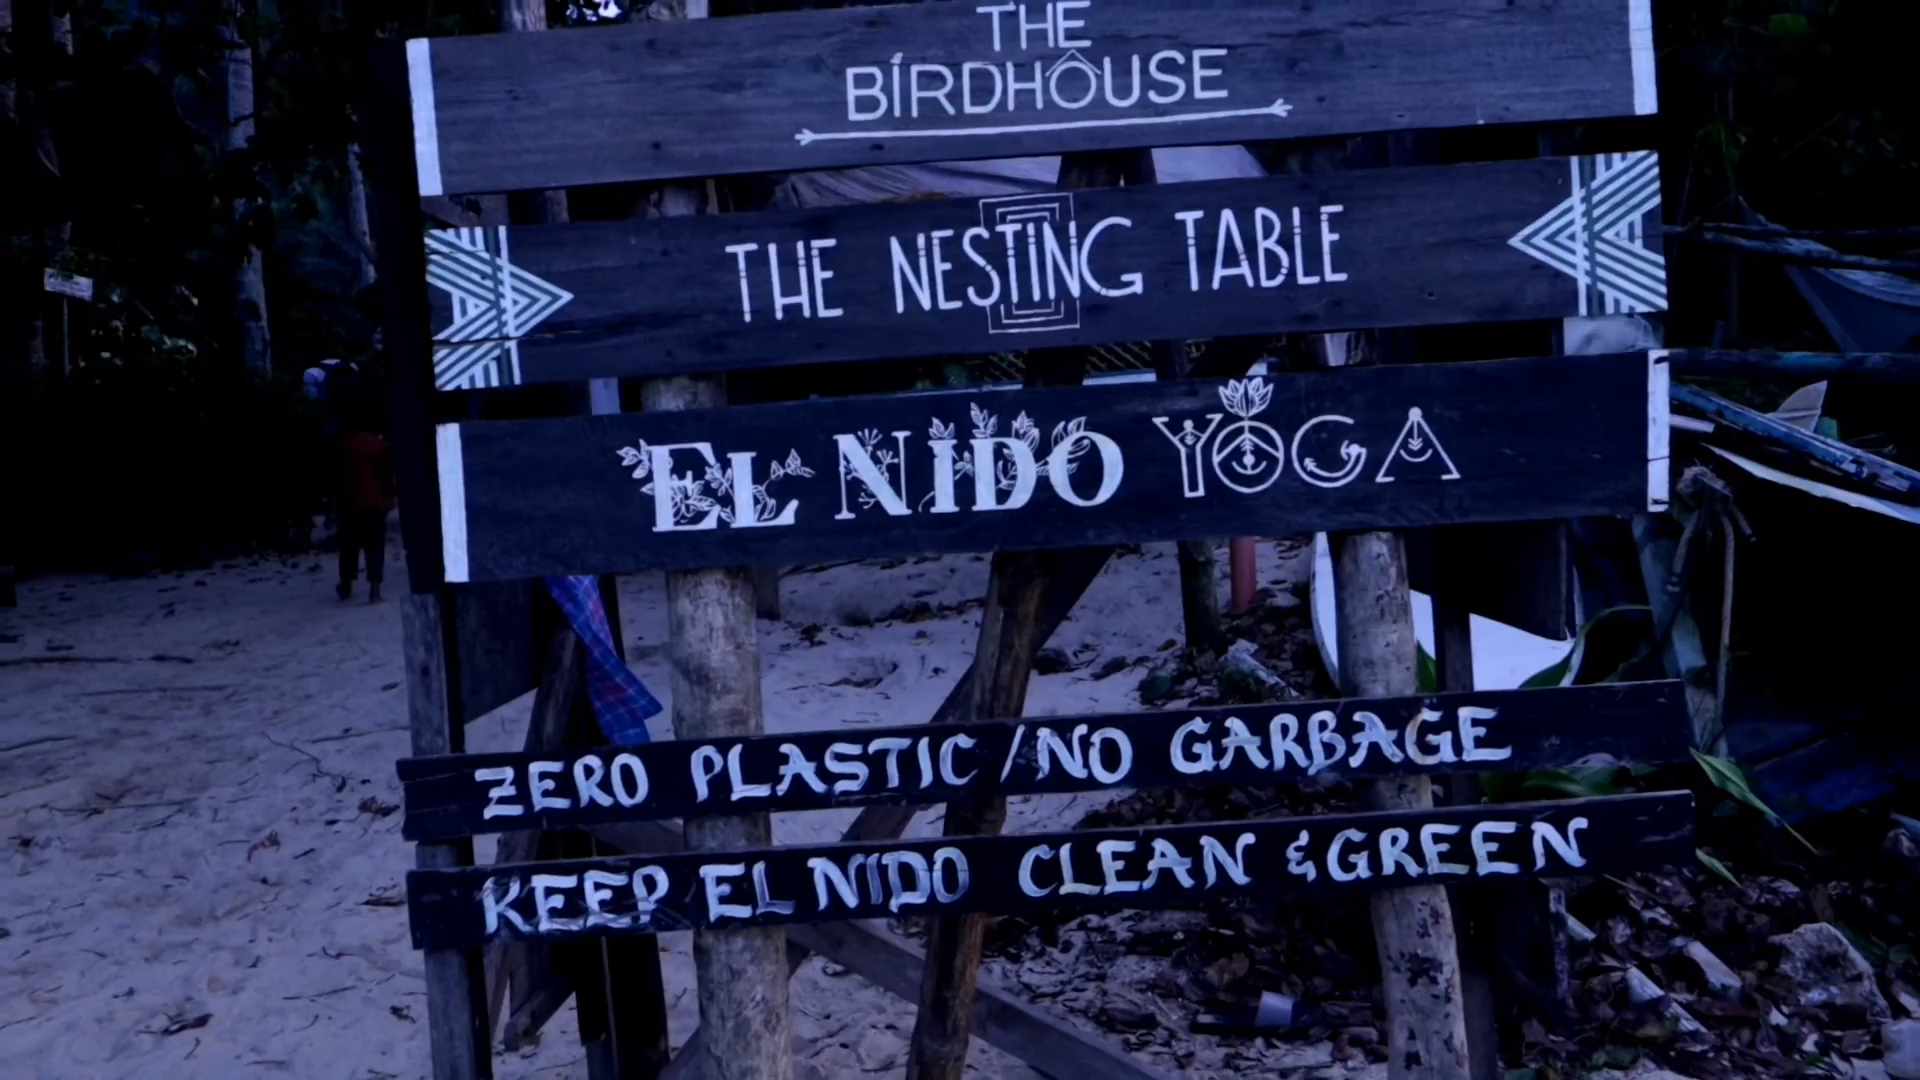 THE
BIRDHOUSE
THE NESTING TABLE
EL NIDO YOGA
ZERO PLASTIC / NO GARBAGE
KEEP EL NIDO CLEAN & GREEN